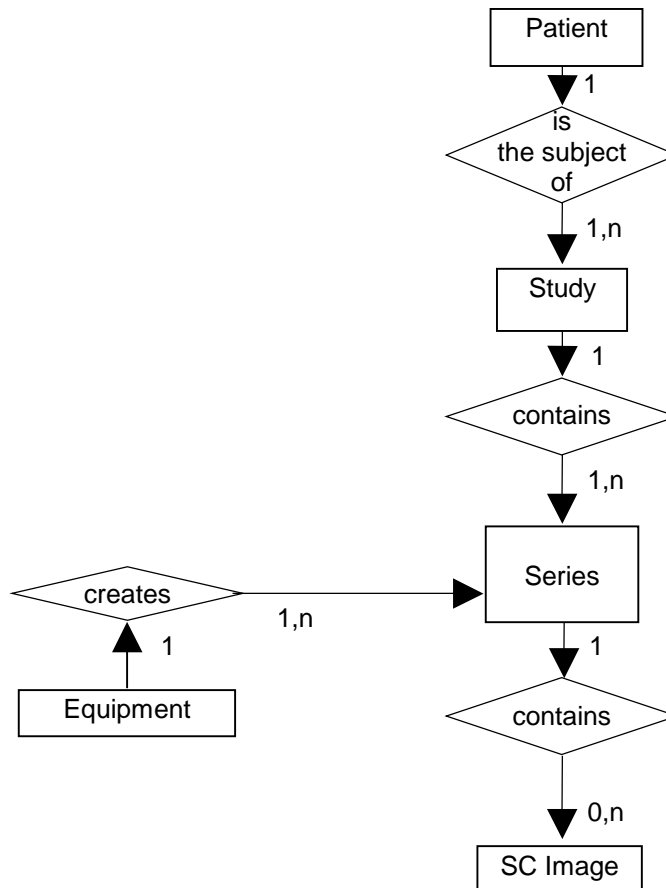 Patient
1
is
the subject
of
1,n
Study
1
contains
1,n
Series
creates
1,n
1
1
Equipment
contains
0,n
SC Image